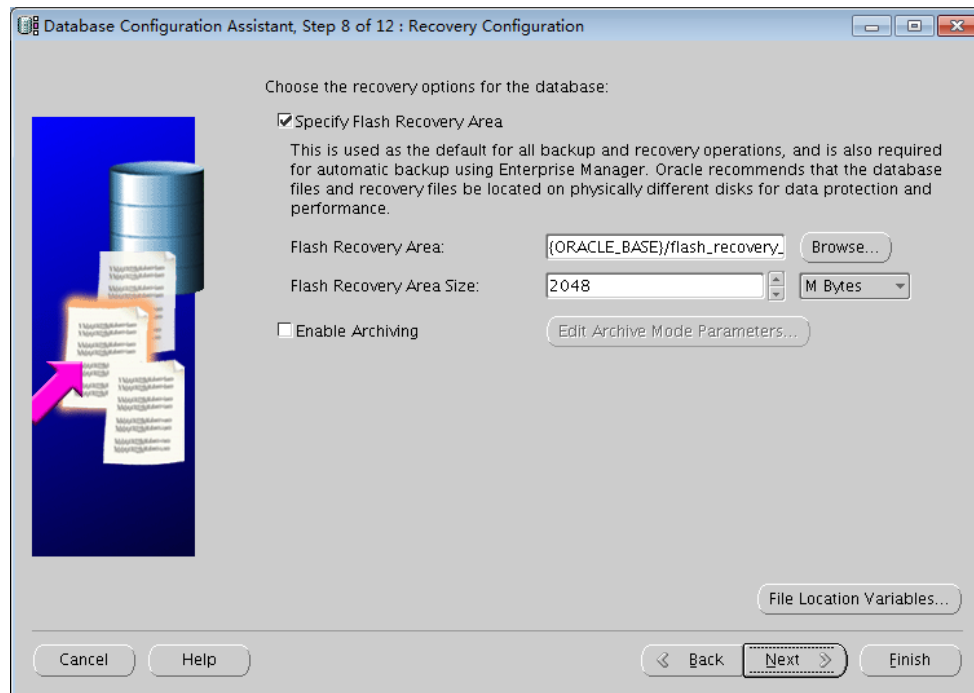 Database Configuration Assistant, Step 8 of 12 : Recovery Configuration
Choose the recovery options for the database:
Specify Flash Recovery Area
This is used as the default for all backup and recovery operations, and is also required
for automatic backup using Enterprise Manager. Oracle recommends that the database
files and recovery files be located on physically different disks for data protection and
performance.
Flash Recovery Area: {ORACLE_BASE}/flash_recovery_ Browse...
Flash Recovery Area Size: 2048 M Bytes
Enable Archiving Edit Archive Mode Parameters...
File Location Variables...
Cancel Help Back Next Finish